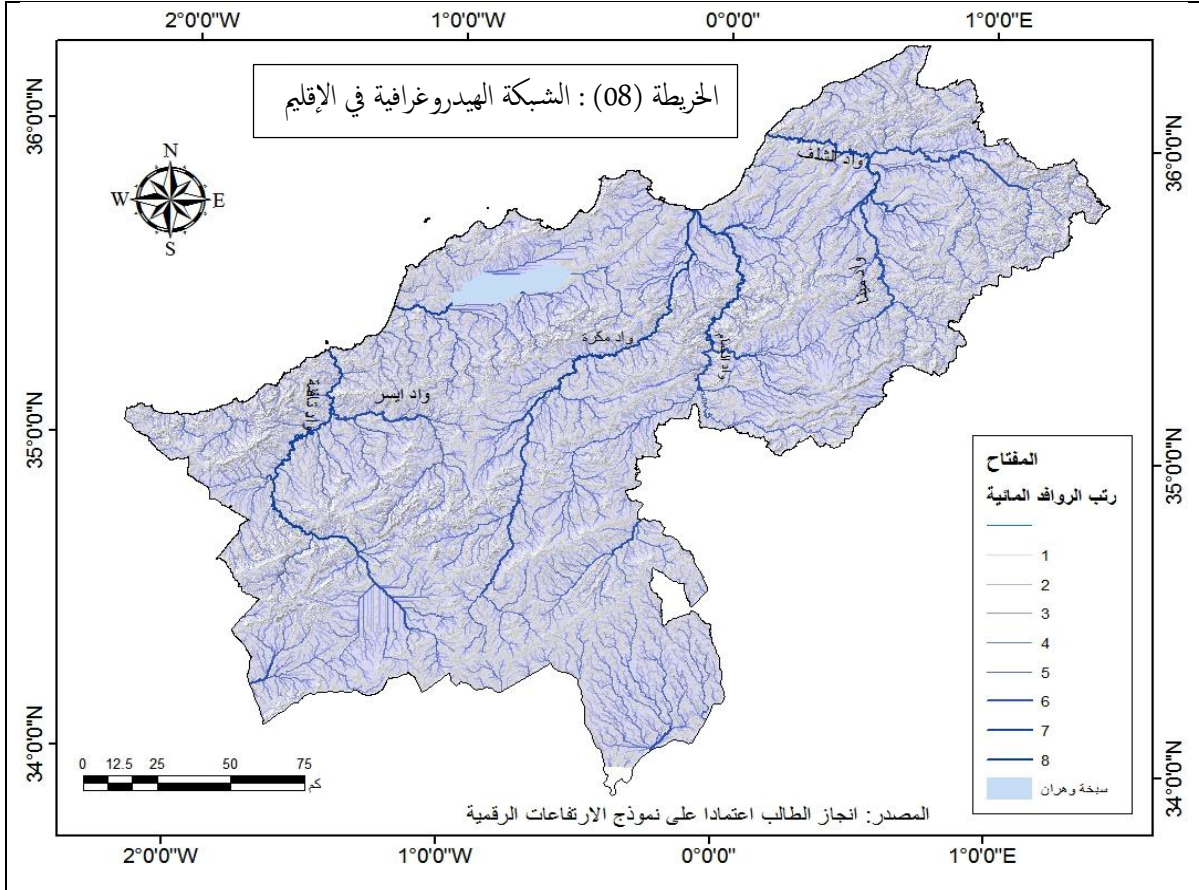 2°0'0"W 1°0'0"W 0°0'0" 1°0'0"E
الخريطة (08) : الشبكة الهيدروغرافية في الإقليم
36°0'0"N
36°0'0"N
N
W E
S
واد الشلف
واد مينا
واد مكرة
واد ايسر
واد تافنة
35°0'0"N
35°0'0"N
المفتاح
رتب الروافد المائية
1
2
3
4
5
6
7
8
سبخة وهران
34°0'0"N
34°0'0"N
0 12.5 25 50 75
كم
المصدر: انجاز الطالب اعتمادا على نموذج الارتفاعات الرقمية
2°0'0"W 1°0'0"W 0°0'0" 1°0'0"E